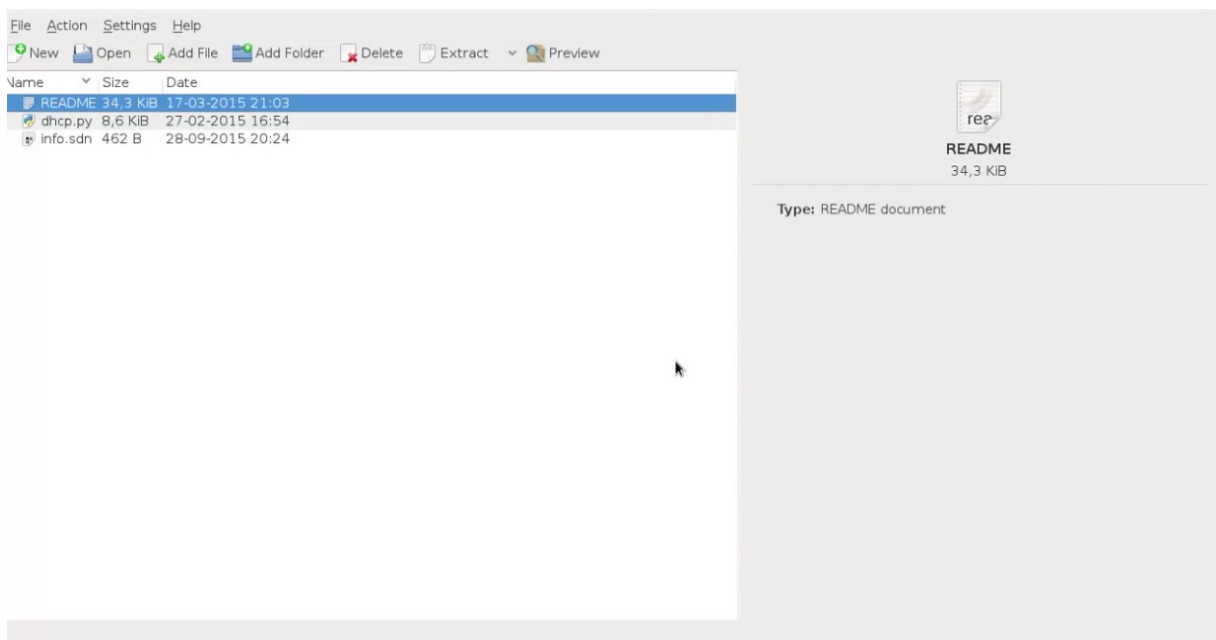 File Action Settings Help
New Open Add File Add Folder Delete Extract Preview
Name Size Date
README 34,3 KiB 17-03-2015 21:03
dhcp.py 8,6 KiB 27-02-2015 16:54
info.sdn 462 B 28-09-2015 20:24
README
34,3 KiB
Type: README document